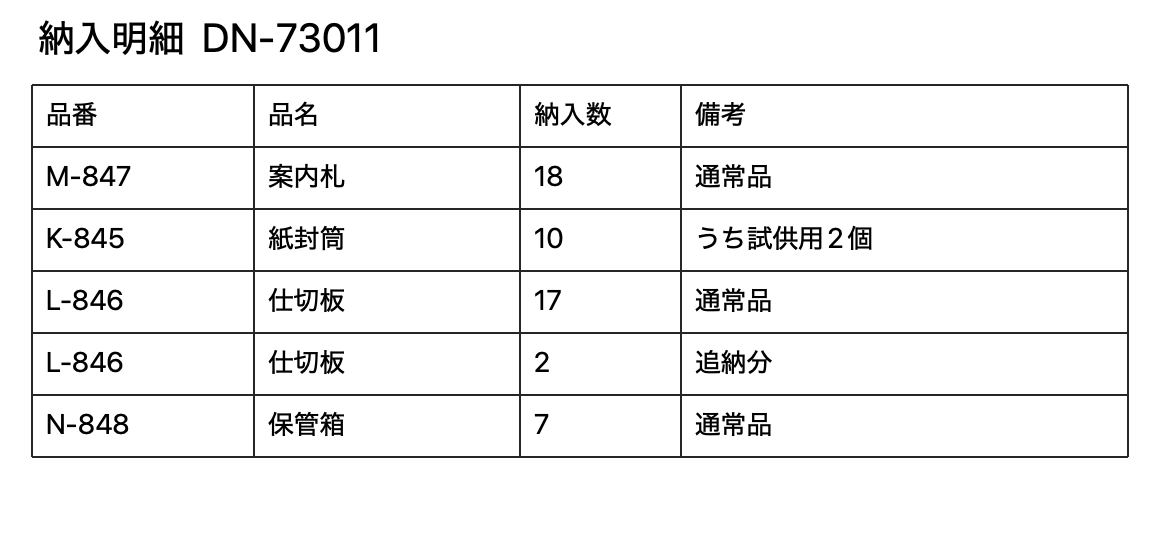 納入明細 DN-73011
品番 品名 納入数 備考
M-847 案内札 18 通常品
K-845 紙封筒 10 うち試供用2個
L-846 仕切板 17 通常品
L-846 仕切板 2 追納分
N-848 保管箱 7 通常品